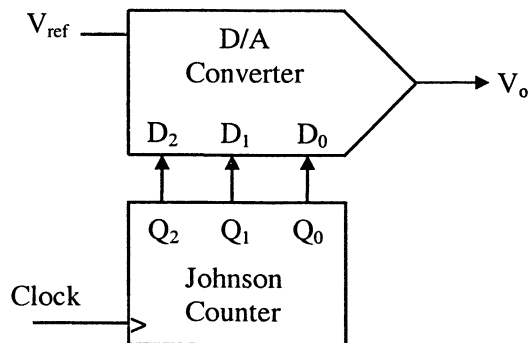 V_ref
D/A
Converter
V_o
D_2 D_1 D_0
Q_2 Q_1 Q_0
Johnson
Counter
Clock